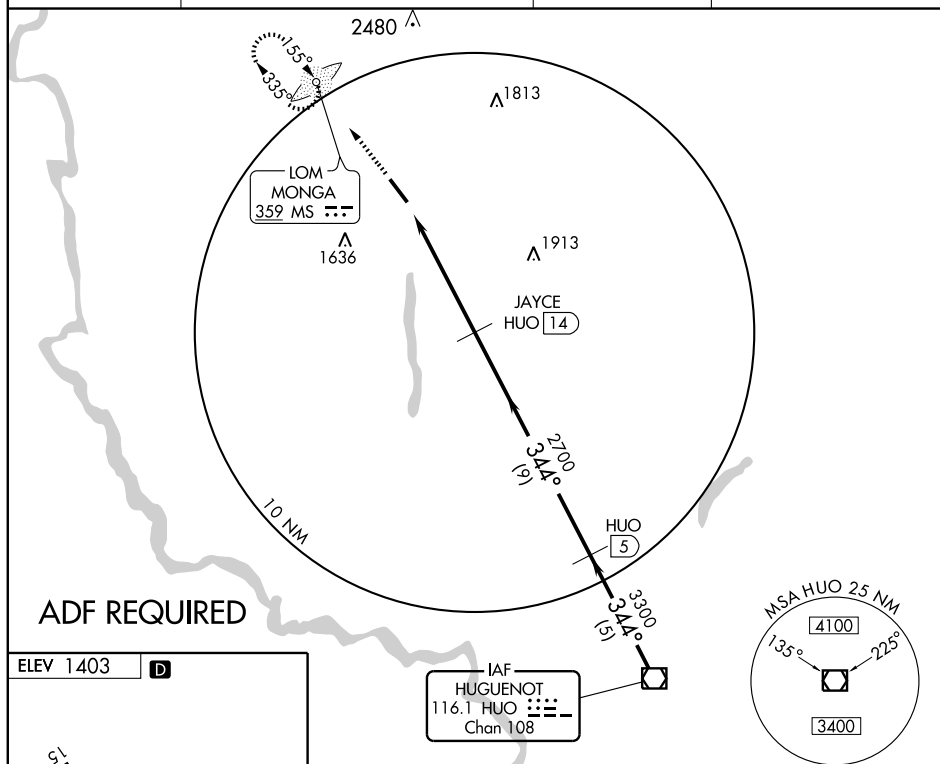 2480
155°
335°
1813
LOM
MONGA
359 MS
1636
1913
JAYCE
HUO 14
2700
344°
(9)
10 NM
HUO
5
3300
344°
(5)
ADF REQUIRED
MSA HUO 25 NM
4100
135°
225°
3400
ELEV 1403 D
IAF
HUGUENOT
116.1 HUO
Chan 108
15